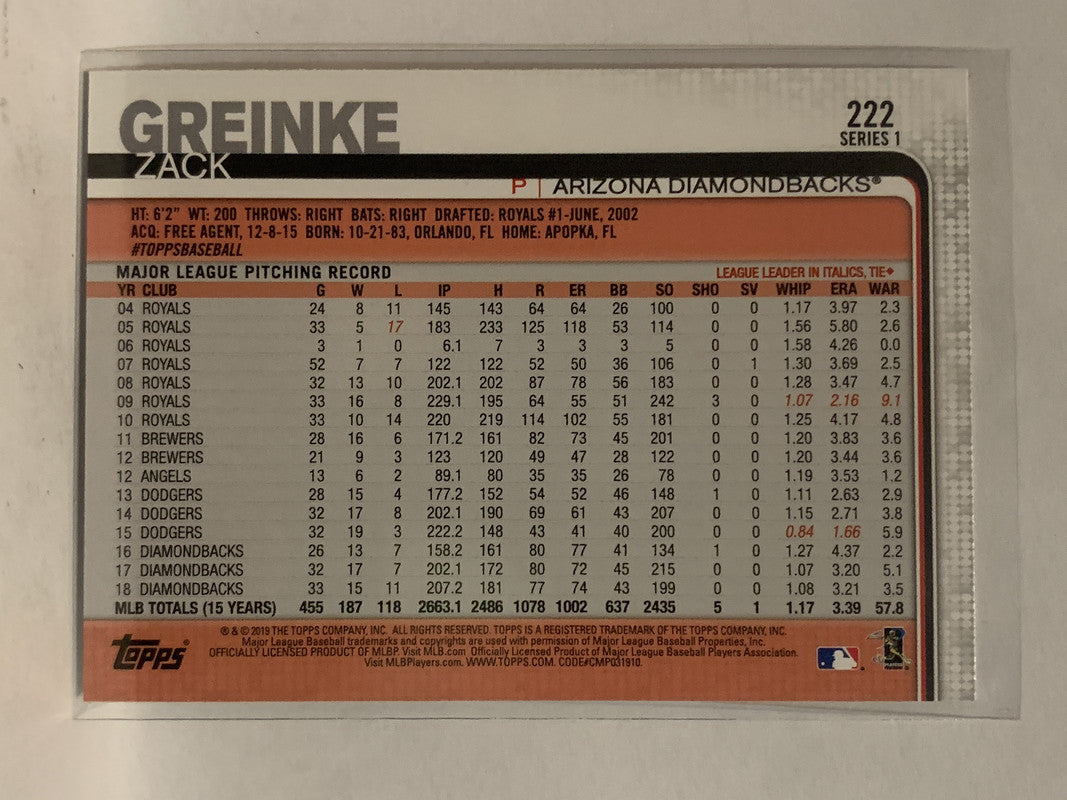 GREINKE
ZACK
222
SERIES 1
P | ARIZONA DIAMONDBACKS®
HT: 6'2" WT: 200 THROWS: RIGHT BATS: RIGHT DRAFTED: ROYALS #1-JUNE, 2002
ACQ: FREE AGENT, 12-8-15 BORN: 10-21-83, ORLANDO, FL HOME: APOPKA, FL
#TOPPSBASEBALL
MAJOR LEAGUE PITCHING RECORD LEAGUE LEADER IN ITALICS, TIE♦
YR CLUB G W L IP H R ER BB SO SHO SV WHIP ERA WAR
04 ROYALS 24 8 11 145 143 64 64 26 100 0 0 1.17 3.97 2.3
05 ROYALS 33 5 17 183 233 125 118 53 114 0 0 1.56 5.80 2.6
06 ROYALS 3 1 0 6.1 7 3 3 3 5 0 0 1.58 4.26 0.0
07 ROYALS 52 7 7 122 122 52 50 36 106 0 1 1.30 3.69 2.5
08 ROYALS 32 13 10 202.1 202 87 78 56 183 0 0 1.28 3.47 4.7
09 ROYALS 33 16 8 229.1 195 64 55 51 242 3 0 1.07 2.16 9.1
10 ROYALS 33 10 14 220 219 114 102 55 181 0 0 1.25 4.17 4.8
11 BREWERS 28 16 6 171.2 161 82 73 45 201 0 0 1.20 3.83 3.6
12 BREWERS 21 9 3 123 120 49 47 28 122 0 0 1.20 3.44 3.6
12 ANGELS 13 6 2 89.1 80 35 35 26 78 0 0 1.19 3.53 1.2
13 DODGERS 28 15 4 177.2 152 54 52 46 148 1 0 1.11 2.63 2.9
14 DODGERS 32 17 8 202.1 190 69 61 43 207 0 0 1.15 2.71 3.8
15 DODGERS 32 19 3 222.2 148 43 41 40 200 0 0 0.84 1.66 5.9
16 DIAMONDBACKS 26 13 7 158.2 161 80 77 41 134 1 0 1.27 4.37 2.2
17 DIAMONDBACKS 32 17 7 202.1 172 80 72 45 215 0 0 1.07 3.20 5.1
18 DIAMONDBACKS 33 15 11 207.2 181 77 74 43 199 0 0 1.08 3.21 3.5
MLB TOTALS (15 YEARS) 455 187 118 2663.1 2486 1078 1002 637 2435 5 1 1.17 3.39 57.8
Topps®
® & © 2019 THE TOPPS COMPANY, INC. ALL RIGHTS RESERVED. TOPPS IS A REGISTERED TRADEMARK OF THE TOPPS COMPANY, INC.
Major League Baseball trademarks and copyrights are used with permission of Major League Baseball Properties, Inc.
OFFICIALLY LICENSED PRODUCT OF MLBP. Visit MLB.com Officially Licensed Product of Major League Baseball Players Association.
Visit MLBPlayers.com. WWW.TOPPS.COM. CODE#CMP031910.